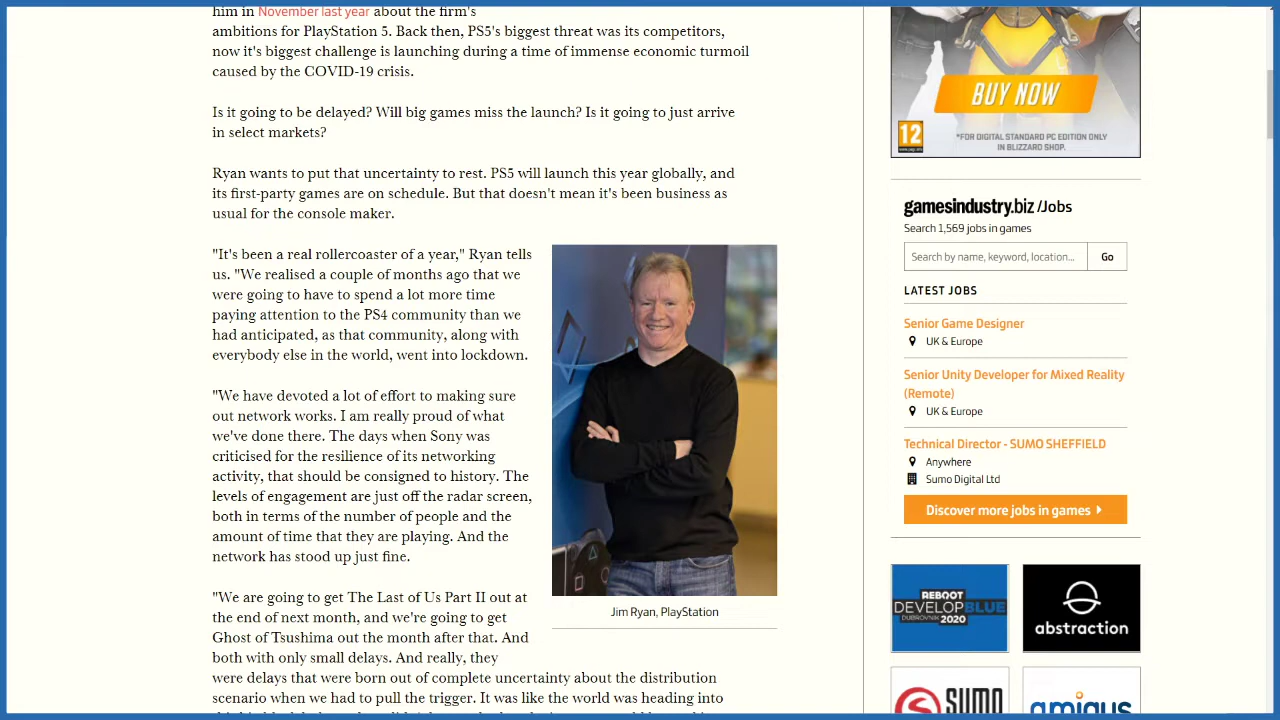 him in November last year about the firm's
ambitions for PlayStation 5. Back then, PS5's biggest threat was its competitors,
now it's biggest challenge is launching during a time of immense economic turmoil
caused by the COVID-19 crisis.
Is it going to be delayed? Will big games miss the launch? Is it going to just arrive
in select markets?
Ryan wants to put that uncertainty to rest. PS5 will launch this year globally, and
its first-party games are on schedule. But that doesn't mean it's been business as
usual for the console maker.
"It's been a real rollercoaster of a year," Ryan tells
us. "We realised a couple of months ago that we
were going to have to spend a lot more time
paying attention to the PS4 community than we
had anticipated, as that community, along with
everybody else in the world, went into lockdown.
"We have devoted a lot of effort to making sure
out network works. I am really proud of what
we've done there. The days when Sony was
criticised for the resilience of its networking
activity, that should be consigned to history. The
levels of engagement are just off the radar screen,
both in terms of the number of people and the
amount of time that they are playing. And the
network has stood up just fine.
"We are going to get The Last of Us Part II out at
the end of next month, and we're going to get
Ghost of Tsushima out the month after that. And
both with only small delays. And really, they
were delays that were born out of complete uncertainty about the distribution
scenario when we had to pull the trigger. It was like the world was heading into
Jim Ryan, PlayStation
BUY NOW
12
*FOR DIGITAL STANDARD PC EDITION ONLY
IN BLIZZARD SHOP.
gamesindustry.biz /Jobs
Search 1,569 jobs in games
Search by name, keyword, location... Go
LATEST JOBS
Senior Game Designer
UK & Europe
Senior Unity Developer for Mixed Reality
(Remote)
UK & Europe
Technical Director - SUMO SHEFFIELD
Anywhere
Sumo Digital Ltd
Discover more jobs in games
REBOOT
DEVELOP BLUE
DUBROVNIK 2020
abstraction
SUMO
amiqus